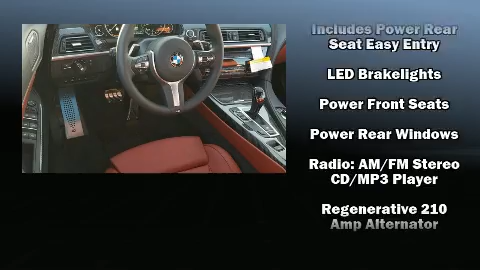 Includes Power Rear
Seat Easy Entry
LED Brakelights
Power Front Seats
Power Rear Windows
Radio: AM/FM Stereo
CD/MP3 Player
Regenerative 210
Amp Alternator